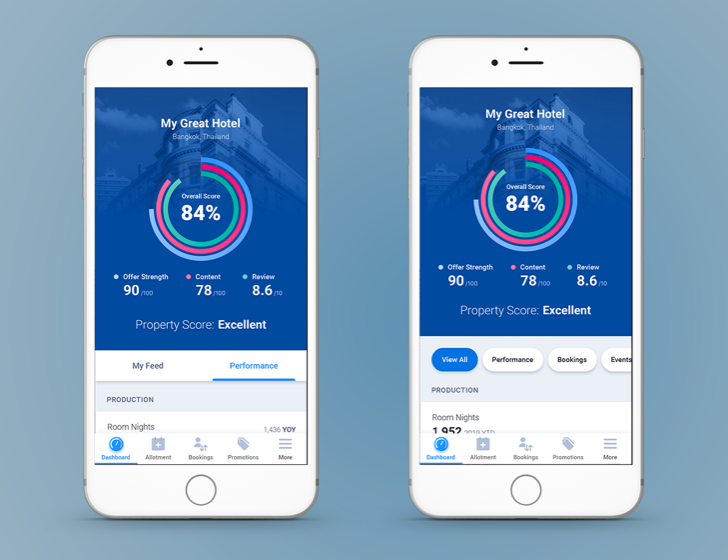 My Great Hotel
Bangkok, Thailand
Overall Score
84%
Offer Strength
Content
Review
90 /100
78 /100
8.6 /10
Property Score: Excellent
My Feed
Performance
PRODUCTION
Room Nights
1,436 YOY
Dashboard
Allotment
Bookings
Promotions
More
My Great Hotel
Bangkok, Thailand
Overall Score
84%
Offer Strength
Content
Review
90 /100
78 /100
8.6 /10
Property Score: Excellent
View All
Performance
Bookings
Events
PRODUCTION
Room Nights
1,952 2019 YTD
Dashboard
Allotment
Bookings
Promotions
More